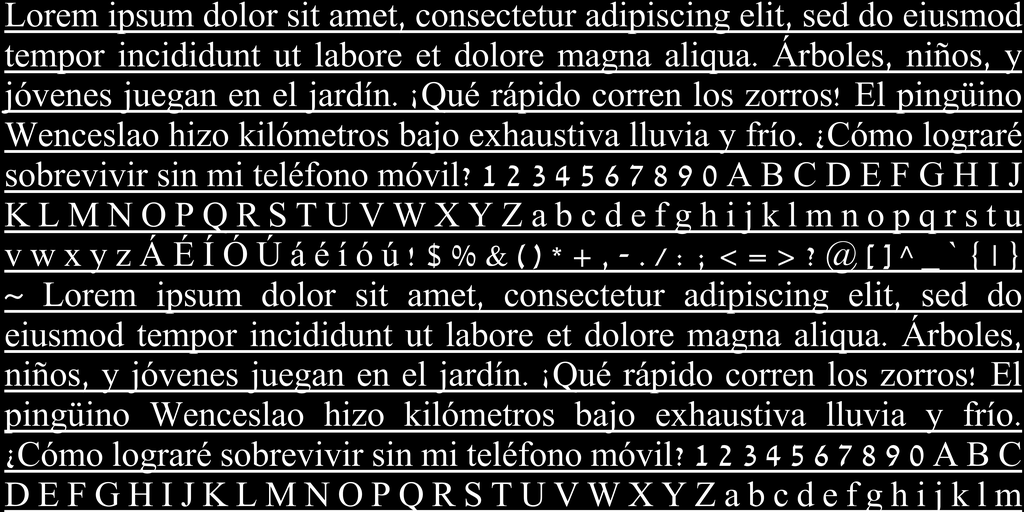 Lorem ipsum dolor sit amet, consectetur adipiscing elit, sed do eiusmod
tempor incididunt ut labore et dolore magna aliqua. Árboles, niños, y
jóvenes juegan en el jardín. ¡Qué rápido corren los zorros! El pingüino
Wenceslao hizo kilómetros bajo exhaustiva lluvia y frío. ¿Cómo lograré
sobrevivir sin mi teléfono móvil? 1 2 3 4 5 6 7 8 9 0 A B C D E F G H I J
K L M N O P Q R S T U V W X Y Z a b c d e f g h i j k l m n o p q r s t u
v w x y z Á É Í Ó Ú á é í ó ú ! $ % & ( ) * + , - . / : ; < = > ? @ [ ] ^ _ ` { | }
~ Lorem ipsum dolor sit amet, consectetur adipiscing elit, sed do
eiusmod tempor incididunt ut labore et dolore magna aliqua. Árboles,
niños, y jóvenes juegan en el jardín. ¡Qué rápido corren los zorros! El
pingüino Wenceslao hizo kilómetros bajo exhaustiva lluvia y frío.
¿Cómo lograré sobrevivir sin mi teléfono móvil? 1 2 3 4 5 6 7 8 9 0 A B C
D E F G H I J K L M N O P Q R S T U V W X Y Z a b c d e f g h i j k l m